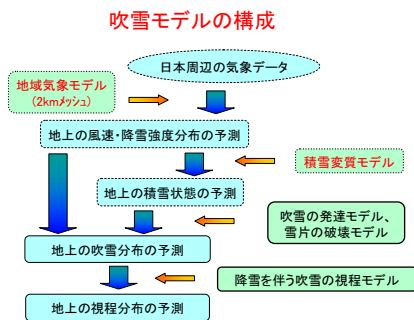 吹雪モデルの構成
日本周辺の気象データ
地域気象モデル
(2kmメッシュ)
地上の風速・降雪強度分布の予測
積雪変質モデル
地上の積雪状態の予測
吹雪の発達モデル、
雪片の破壊モデル
地上の吹雪分布の予測
降雪を伴う吹雪の視程モデル
地上の視程分布の予測